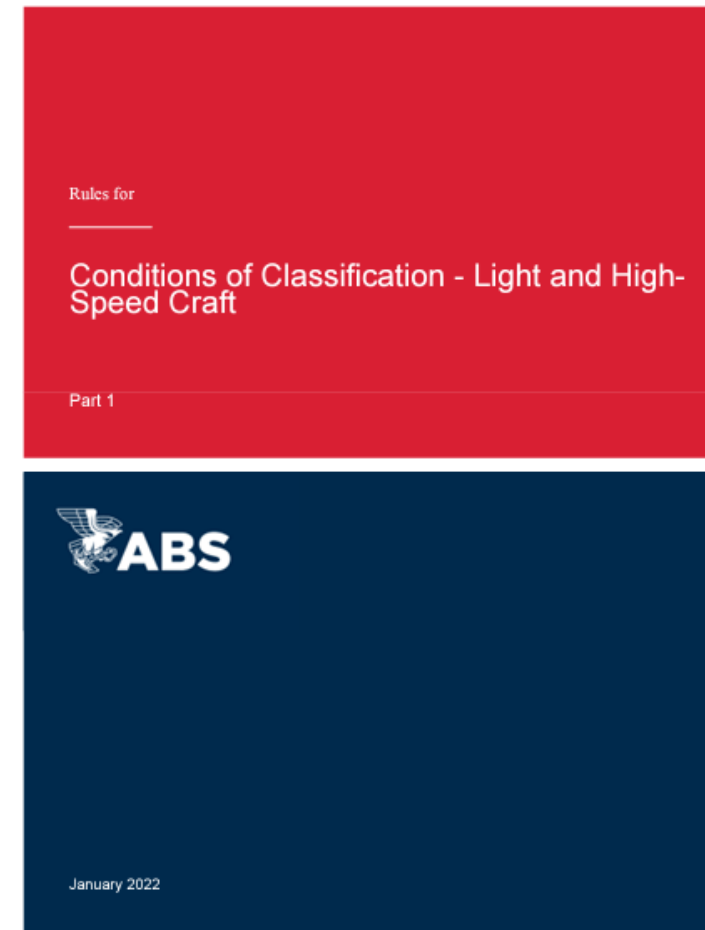 Rules for
Conditions of Classification - Light and High-
Speed Craft
Part 1
ABS
January 2022